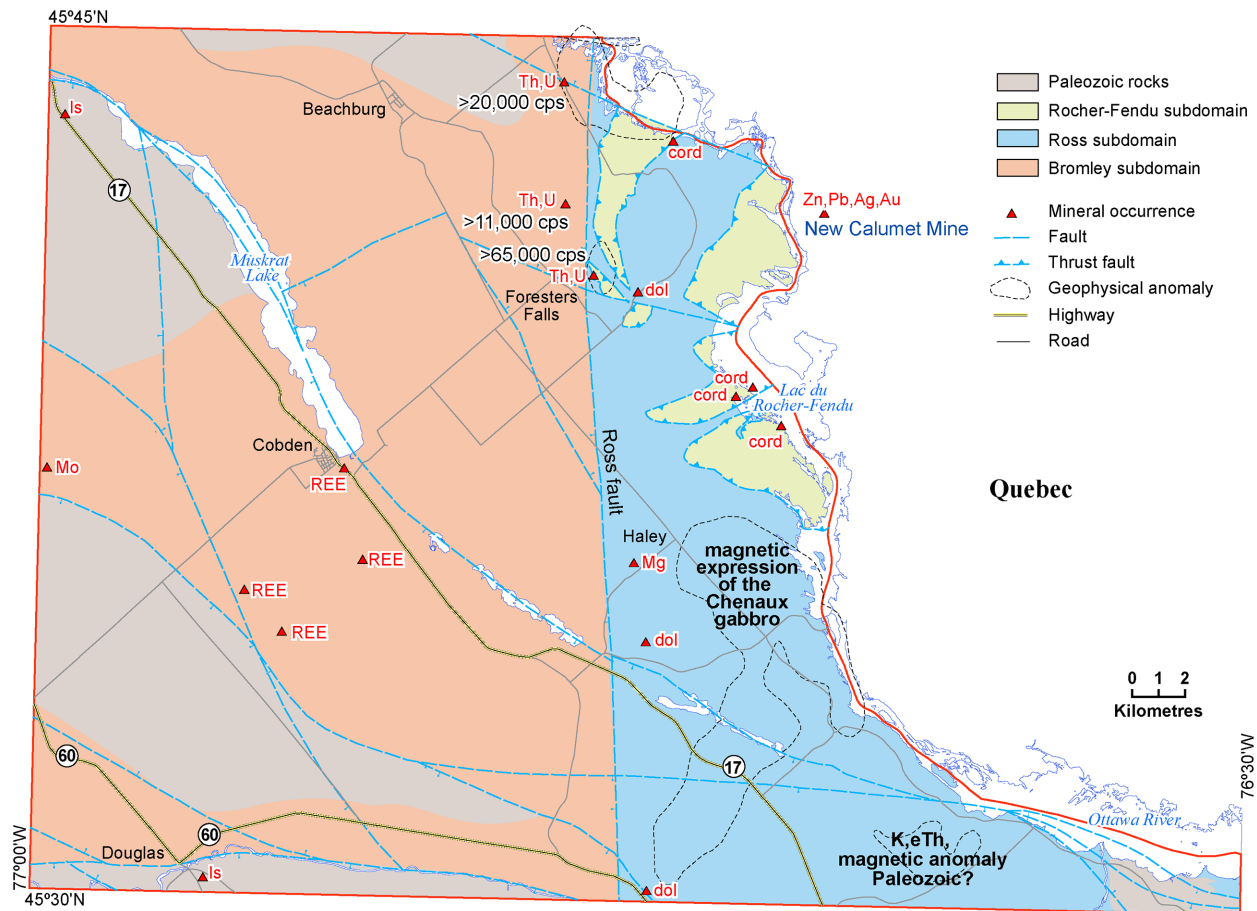 45º45'N
Beachburg
Th,U
>20,000 cps
ls
17
cord
Th,U
>11,000 cps
Zn,Pb,Ag,Au
New Calumet Mine
Muskrat
Lake
>65,000 cps
Th,U
dol
Foresters
Falls
cord
cord
Lac du
Rocher-Fendu
cord
Cobden
REE
Mo
Ross fault
Haley
Mg
REE
REE
REE
dol
magnetic
expression
of the
Chenaux
gabbro
Quebec
60
17
60
Douglas
ls
dol
K,eTh,
magnetic anomaly
Paleozoic?
Ottawa River
77º00'W
45º30'N
76º30'W
Paleozoic rocks
Rocher-Fendu subdomain
Ross subdomain
Bromley subdomain
Mineral occurrence
Fault
Thrust fault
Geophysical anomaly
Highway
Road
0 1 2
Kilometres